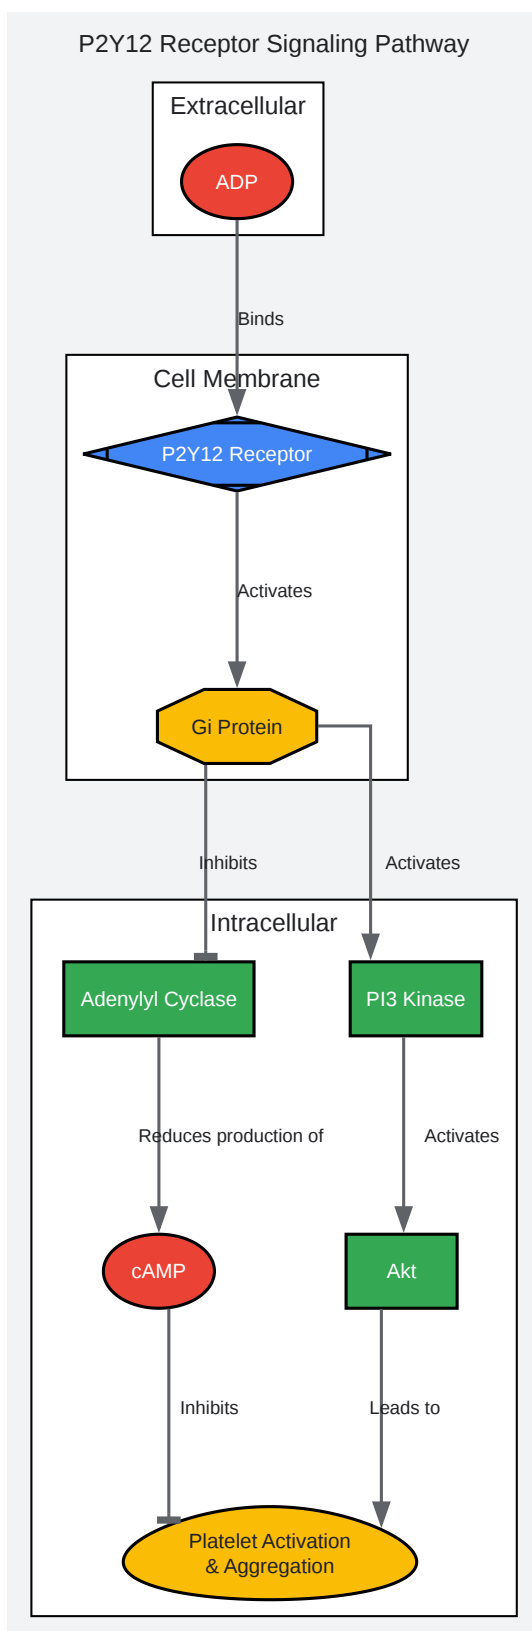 P2Y12 Receptor Signaling Pathway
Extracellular
ADP
Binds
Cell Membrane
P2Y12 Receptor
Activates
Gi Protein
Inhibits
Activates
Intracellular
Adenylyl Cyclase
PI3 Kinase
Reduces production of
Activates
cAMP
Akt
Inhibits
Leads to
Platelet Activation
& Aggregation